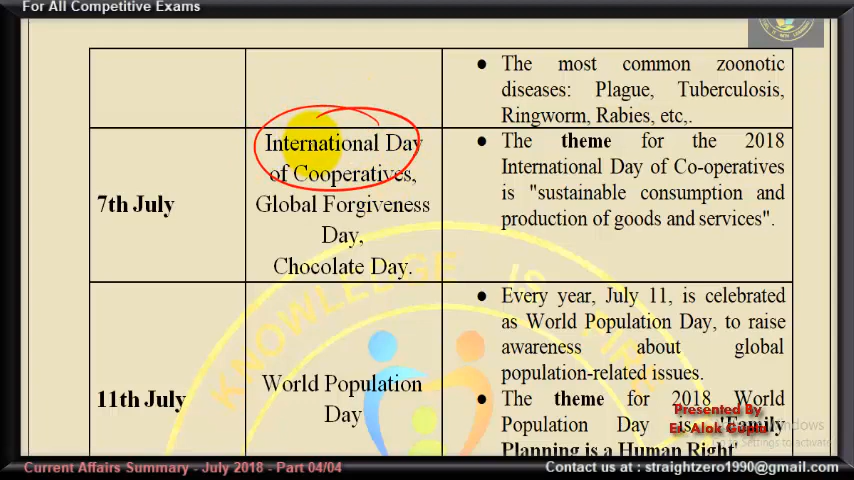 For All Competitive Exams
The most common zoonotic
diseases: Plague, Tuberculosis,
Ringworm, Rabies, etc,.
7th July
International Day
of Cooperatives,
Global Forgiveness
Day,
Chocolate Day.
The theme for the 2018
International Day of Co-operatives
is "sustainable consumption and
production of goods and services".
11th July
World Population
Day
Every year, July 11, is celebrated
as World Population Day, to raise
awareness about global
population-related issues.
The theme for 2018 World
Population Day is 'Family
Planning is a Human Right'
KNOWLEDGE IS
Presented By
Er. Alok Gupta
Current Affairs Summary - July 2018 - Part 04/04
Contact us at : straightzero1990@gmail.com